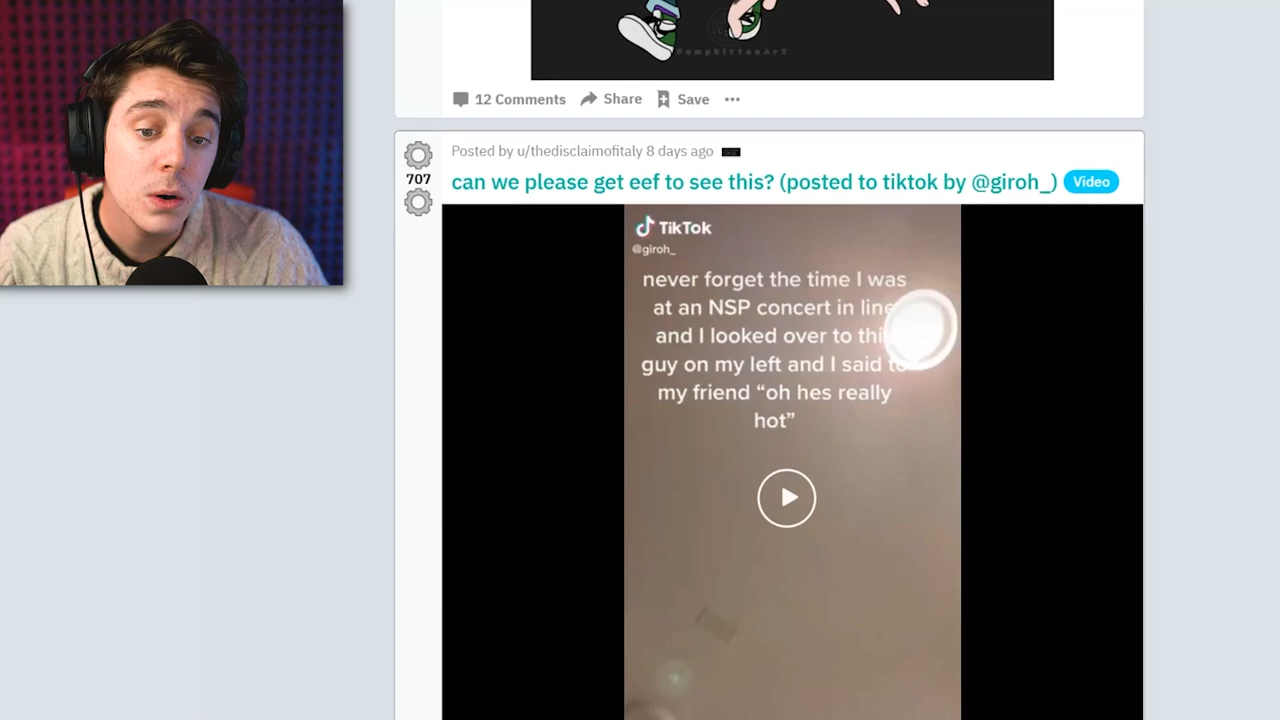 12 Comments Share Save
Posted by u/thedisclaimofitaly 8 days ago
707
can we please get eef to see this? (posted to tiktok by @giroh_) Video
TikTok
@giroh_
never forget the time I was
at an NSP concert in line
and I looked over to this
guy on my left and I said to
my friend “oh hes really
hot”